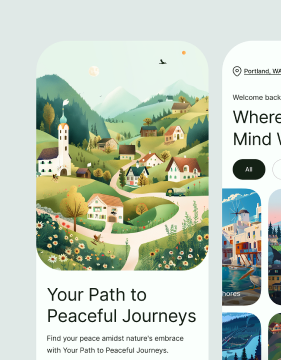 Your Path to
Peaceful Journeys
Find your peace amidst nature's embrace
with Your Path to Peaceful Journeys.
Portland, WA
Welcome back
Where
Mind W
All
hores